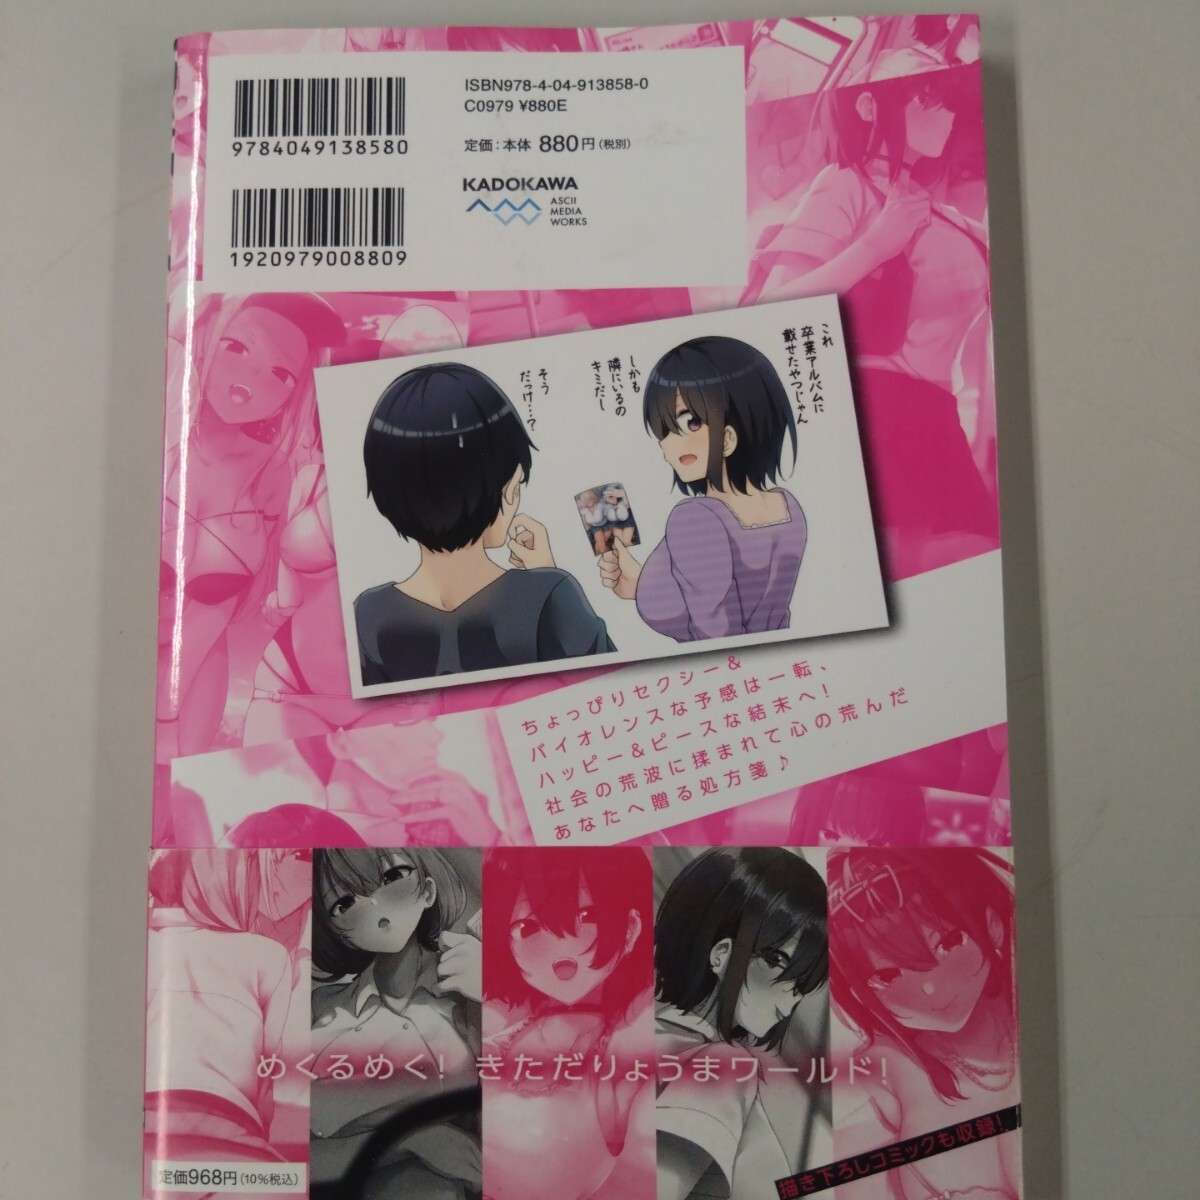 ISBN978-4-04-913858-0
C0979 ¥880E
9784049138580
定価：本体880円（税別）
KADOKAWA
ASCII
MEDIA
WORKS
1920979008809
これ
卒業アルバムに
載せたやつじゃん
しかも
隣にいるの
キミだし
そう
だっけ…？
ちょっぴりセクシー＆
バイオレンスな予感は一転、
ハッピー＆ピースな結末へ！
社会の荒波に揉まれて心の荒んだ
あなたへ贈る処方箋♪
めくるめく！ きただりょうまワールド！
描き下ろしコミックも収録！
定価968円（10％税込）